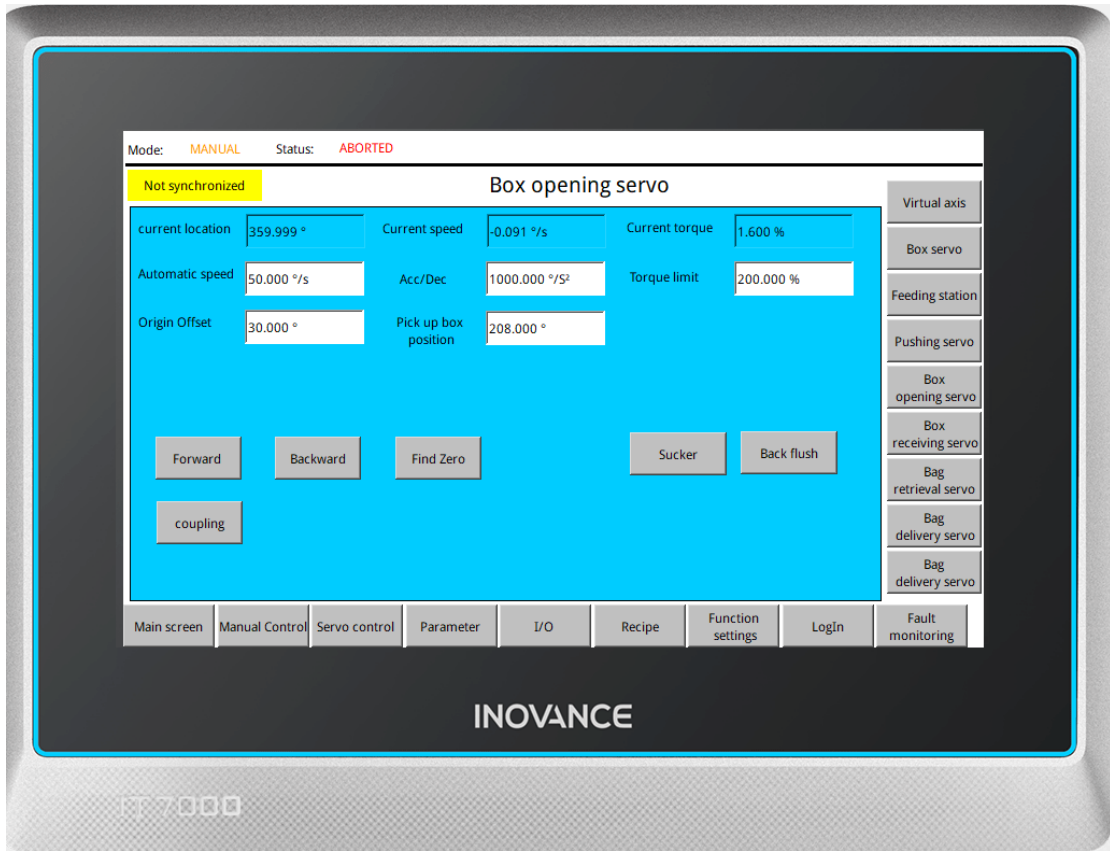 Mode: MANUAL Status: ABORTED
Not synchronized
Box opening servo
current location 359.999 ° Current speed -0.091 °/s Current torque 1.600 %
Automatic speed 50.000 °/s Acc/Dec 1000.000 °/S² Torque limit 200.000 %
Origin Offset 30.000 ° Pick up box
position 208.000 °
Forward Backward Find Zero Sucker Back flush
coupling
Virtual axis
Box servo
Feeding station
Pushing servo
Box
opening servo
Box
receiving servo
Bag
retrieval servo
Bag
delivery servo
Bag
delivery servo
Main screen Manual Control Servo control Parameter I/O Recipe Function
settings LogIn Fault
monitoring
INOVANCE
IT7000